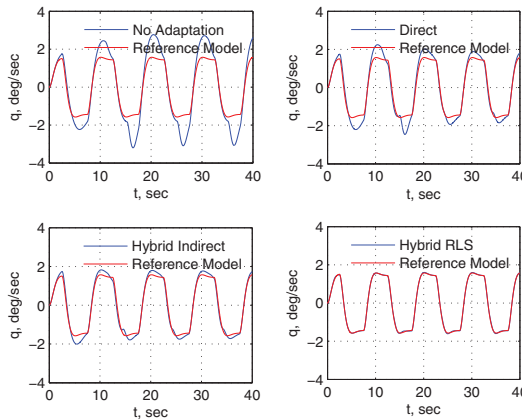 4
2
0
−2
−4
q, deg/sec
No Adaptation
Reference Model
0 10 20 30 40
t, sec
4
2
0
−2
−4
q, deg/sec
Direct
Reference Model
0 10 20 30 40
t, sec
4
2
0
−2
−4
q, deg/sec
Hybrid Indirect
Reference Model
0 10 20 30 40
t, sec
4
2
0
−2
−4
q, deg/sec
Hybrid RLS
Reference Model
0 10 20 30 40
t, sec